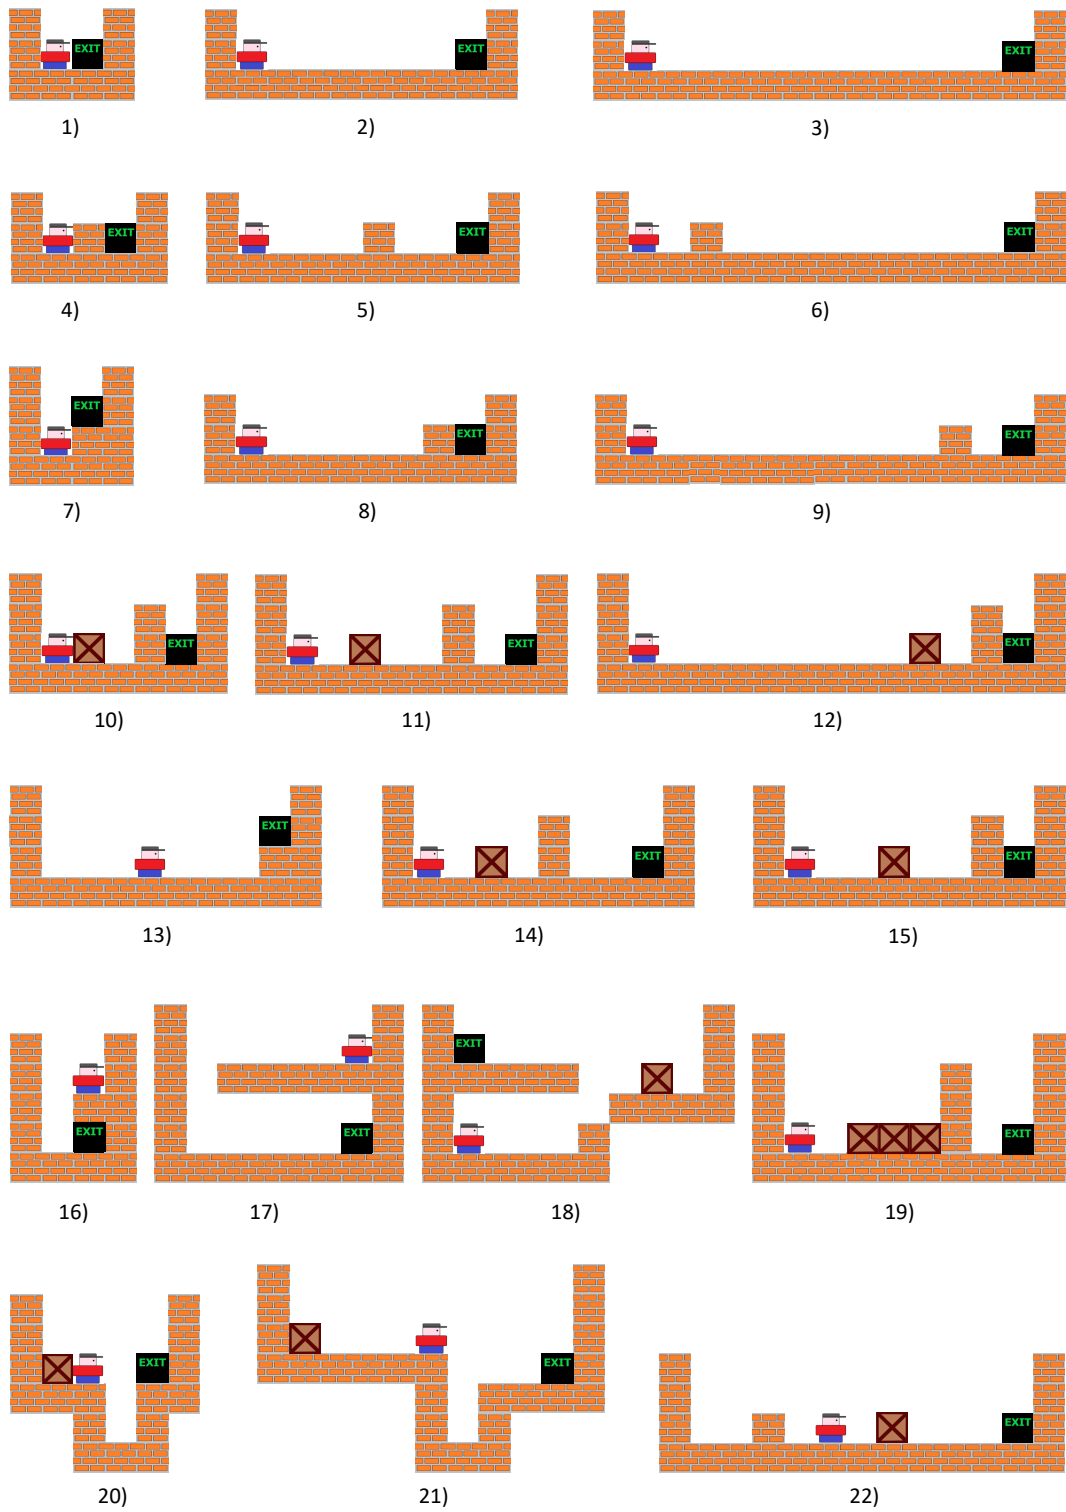 EXIT EXIT EXIT
1) 2) 3)
EXIT EXIT EXIT
4) 5) 6)
EXIT
EXIT EXIT
7) 8) 9)
EXIT EXIT EXIT
10) 11) 12)
EXIT
EXIT EXIT
13) 14) 15)
EXIT
EXIT EXIT EXIT
16) 17) 18) 19)
EXIT EXIT
EXIT
20) 21) 22)